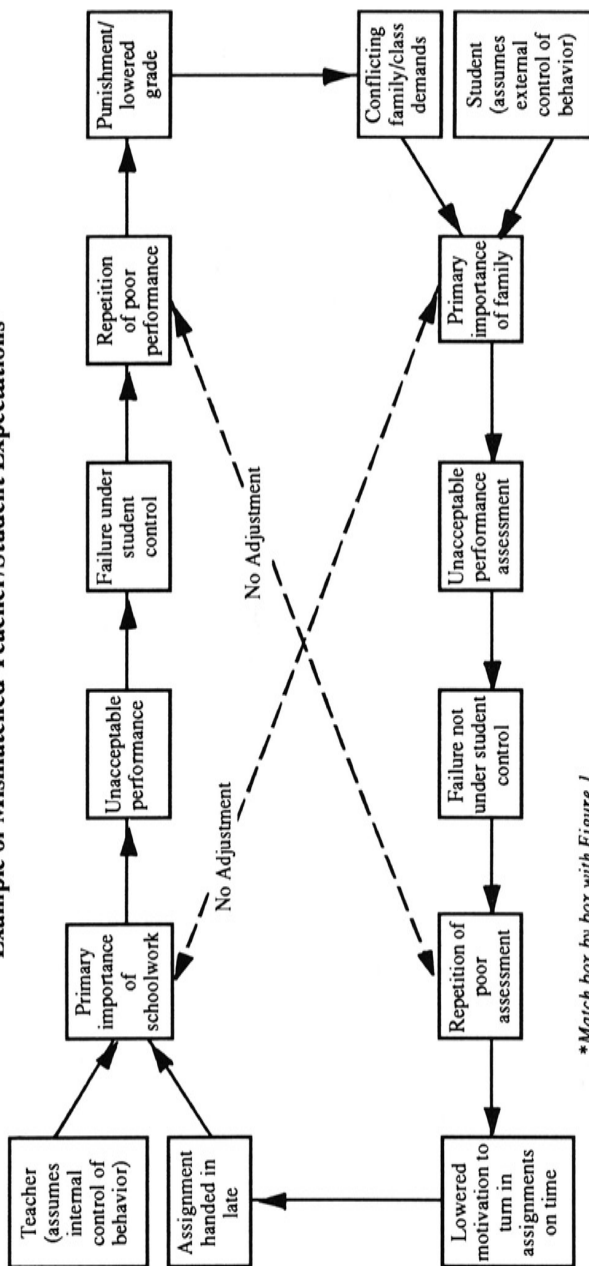 Example of Mismatched Teacher/Student Expectations
Teacher
(assumes
internal
control of
behavior)
Assignment
handed in
late
Primary
importance
of
schoolwork
Unacceptable
performance
Failure under
student
control
Repetition
of poor
performance
Punishment/
lowered
grade
No Adjustment
No Adjustment
Conflicting
family/class
demands
Student
(assumes
external
control of
behavior)
Primary
importance
of family
Unacceptable
performance
assessment
Failure not
under student
control
Repetition of
poor
assessment
Lowered
motivation to
turn in
assignments
on time
*Match box by box with Figure 1